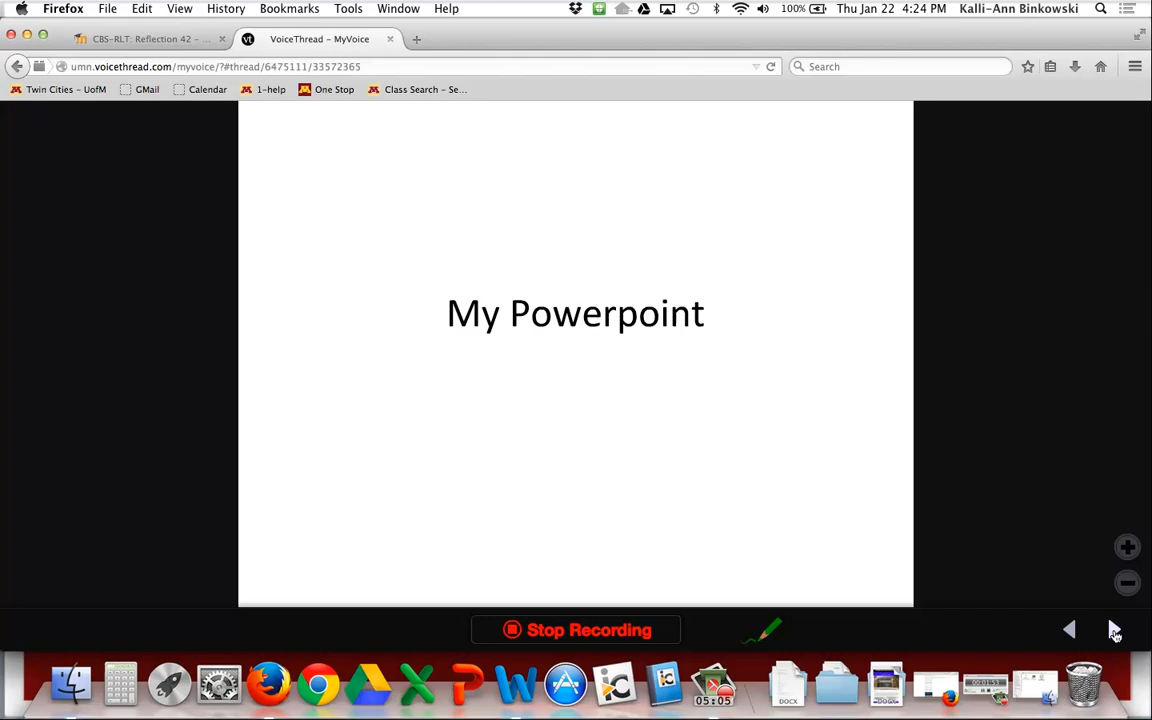 Firefox File Edit View History Bookmarks Tools Window Help 100% Thu Jan 22 4:24 PM Kalli-Ann Binkowski
CBS-RLT: Reflection 42 - ... VoiceThread - MyVoice
umn.voicethread.com/myvoice/?#thread/6475111/33572365 Search
Twin Cities - UofM GMail Calendar 1-help One Stop Class Search - Se...
My Powerpoint
Stop Recording
DOCX
05:05